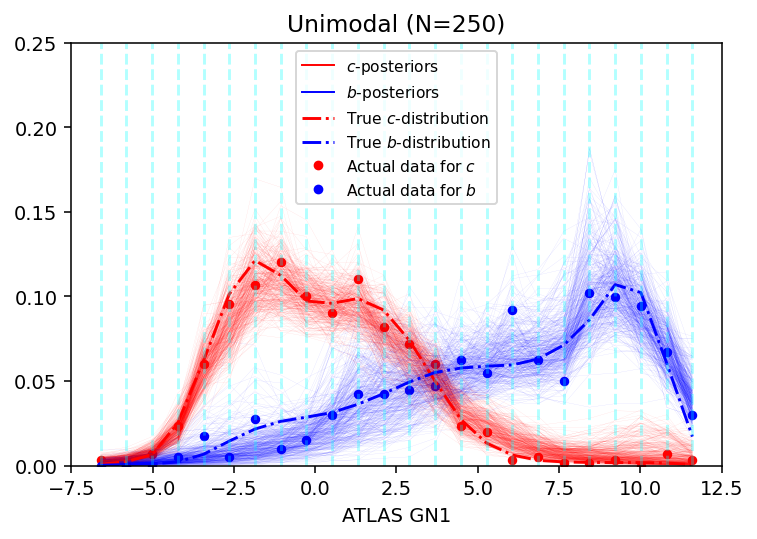 Unimodal (N=250)
0.25
0.20
0.15
0.10
0.05
0.00
c-posteriors
b-posteriors
True c-distribution
True b-distribution
Actual data for c
Actual data for b
−7.5 −5.0 −2.5 0.0 2.5 5.0 7.5 10.0 12.5
ATLAS GN1